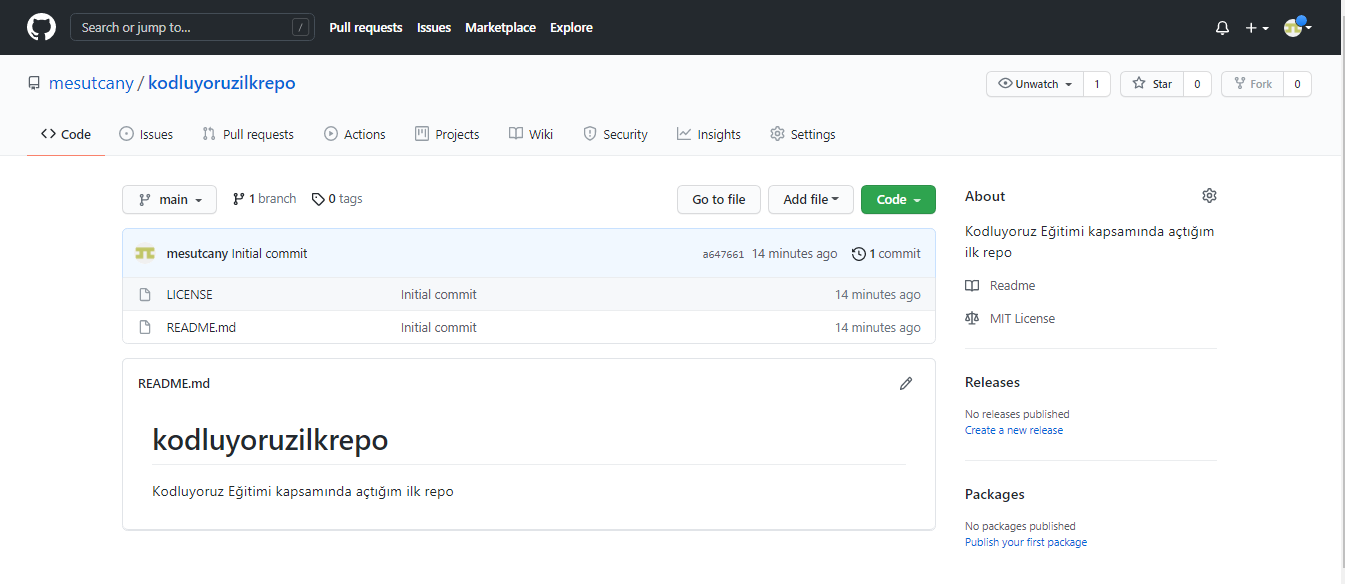 Search or jump to... /
Pull requests Issues Marketplace Explore
mesutcany / kodluyoruzilkrepo
Unwatch 1 Star 0 Fork 0
Code Issues Pull requests Actions Projects Wiki Security Insights Settings
main 1 branch 0 tags
Go to file Add file Code
mesutcany Initial commit a647661 14 minutes ago 1 commit
LICENSE Initial commit 14 minutes ago
README.md Initial commit 14 minutes ago
README.md
kodluyoruzilkrepo
Kodluyoruz Eğitimi kapsamında açtığım ilk repo
About
Kodluyoruz Eğitimi kapsamında açtığım
ilk repo
Readme
MIT License
Releases
No releases published
Create a new release
Packages
No packages published
Publish your first package